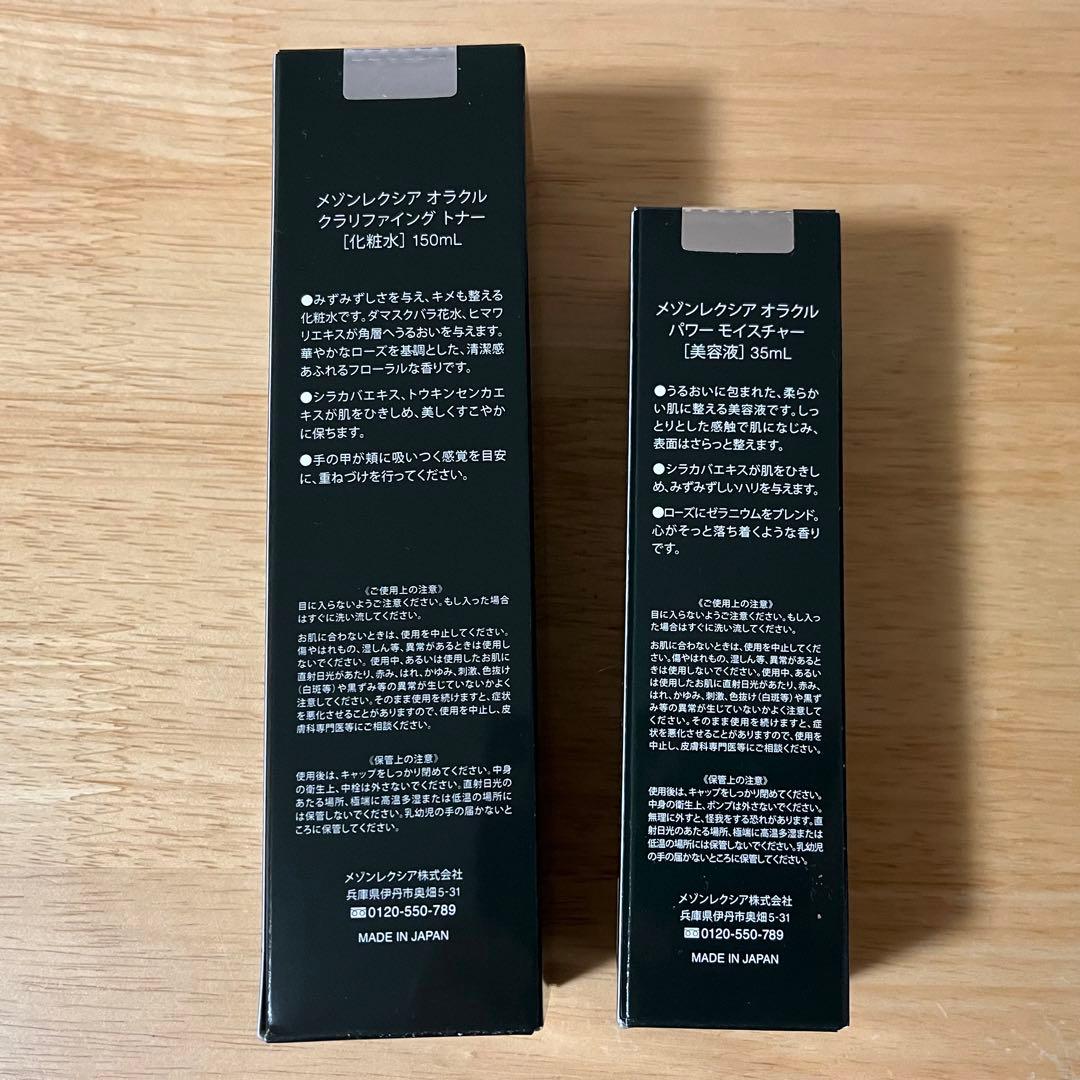 メゾンレクシア オラクル
クラリファイング トナー
［化粧水］150mL
●みずみずしさを与え、キメも整える
化粧水です。ダマスクバラ花水、ヒマワ
リエキスが角層へうるおいを与えます。
華やかなローズを基調とした、清潔感
あふれるフローラルな香りです。
●シラカバエキス、トウキンセンカエ
キスが肌をひきしめ、美しくすこやか
に保ちます。
●手の甲が頬に吸いつく感覚を目安
に、重ねづけを行ってください。
《ご使用上の注意》
目に入らないようご注意ください。もし入った場合
はすぐに洗い流してください。
お肌に合わないときは、使用を中止してください。
傷やはれもの、湿しん等、異常があるときは使用し
ないでください。使用中、あるいは使用したお肌に
直射日光があたり、赤み、はれ、かゆみ、刺激、色抜け
（白斑等）や黒ずみ等の異常が生じていないかよく
注意してください。そのまま使用を続けますと、症状
を悪化させることがありますので、使用を中止し、皮
膚科専門医等にご相談ください。
《保管上の注意》
使用後は、キャップをしっかり閉めてください。中身
の衛生上、中栓は外さないでください。直射日光の
あたる場所、極端に高温多湿または低温の場所に
は保管しないでください。乳幼児の手の届かないと
ころに保管してください。
メゾンレクシア株式会社
兵庫県伊丹市奥畑5-31
0120-550-789
MADE IN JAPAN
メゾンレクシア オラクル
パワー モイスチャー
［美容液］35mL
●うるおいに包まれた、柔らか
い肌に整える美容液です。しっ
とりとした感触で肌になじみ、
表面はさらっと整えます。
●シラカバエキスが肌をひきし
め、みずみずしいハリを与えます。
●ローズにゼラニウムをブレンド。
心がそっと落ち着くような香り
です。
《ご使用上の注意》
目に入らないようご注意ください。もし入っ
た場合はすぐに洗い流してください。
お肌に合わないときは、使用を中止してくだ
さい。傷やはれもの、湿しん等、異常があると
きは使用しないでください。使用中、あるい
は使用したお肌に直射日光があたり、赤み、
はれ、かゆみ、刺激、色抜け（白斑等）や黒ず
み等の異常が生じていないかよく注意して
ください。そのまま使用を続けますと、症
状を悪化させることがありますので、使用を
中止し、皮膚科専門医等にご相談ください。
《保管上の注意》
使用後は、キャップをしっかり閉めてください。
中身の衛生上、ポンプは外さないでください。
無理に外すと、怪我をする恐れがあります。直
射日光のあたる場所、極端に高温多湿または
低温の場所には保管しないでください。乳幼児
の手の届かないところに保管してください。
メゾンレクシア株式会社
兵庫県伊丹市奥畑5-31
0120-550-789
MADE IN JAPAN